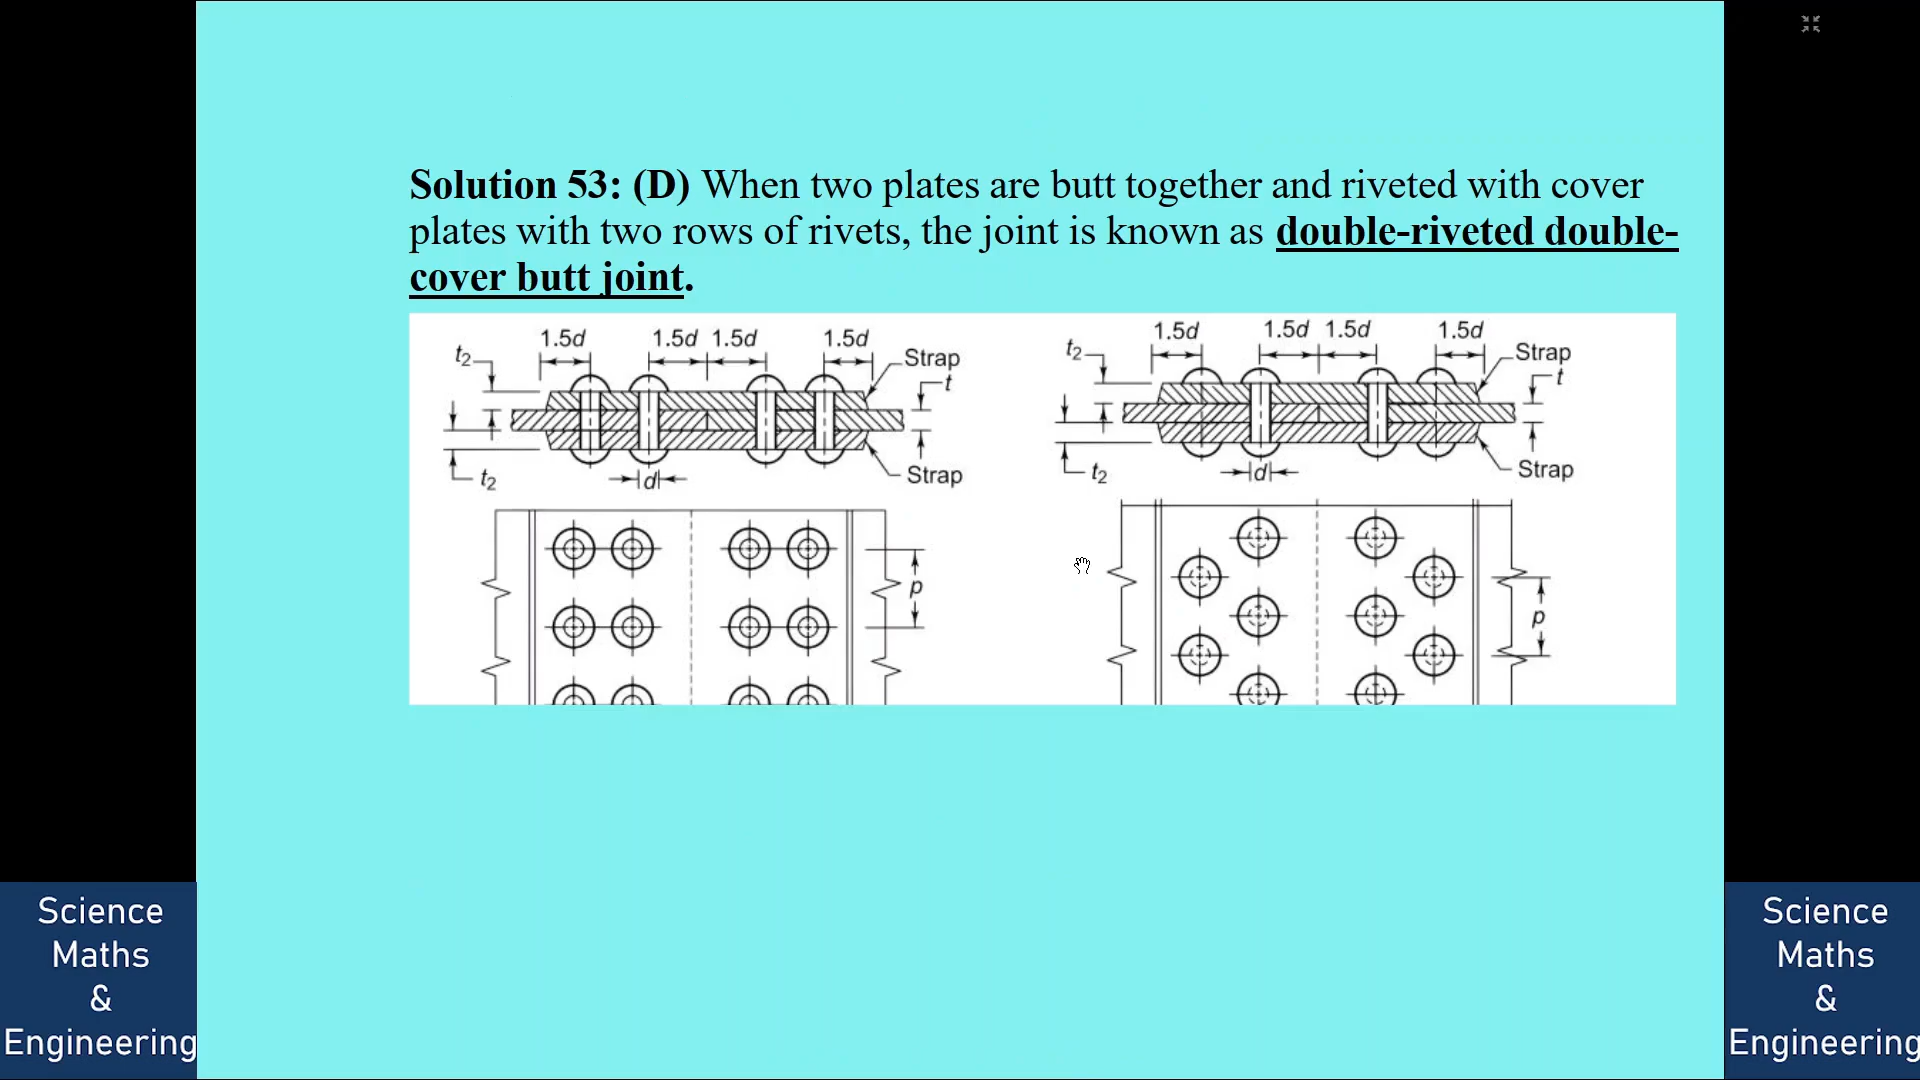 Solution 53: (D) When two plates are butt together and riveted with cover
plates with two rows of rivets, the joint is known as double-riveted double-
cover butt joint.
1.5d 1.5d 1.5d 1.5d
t2
Strap
t
t2
d
Strap
p
1.5d 1.5d 1.5d 1.5d
t2
Strap
t
t2
d
Strap
p
Science
Maths
&
Engineering
Science
Maths
&
Engineering